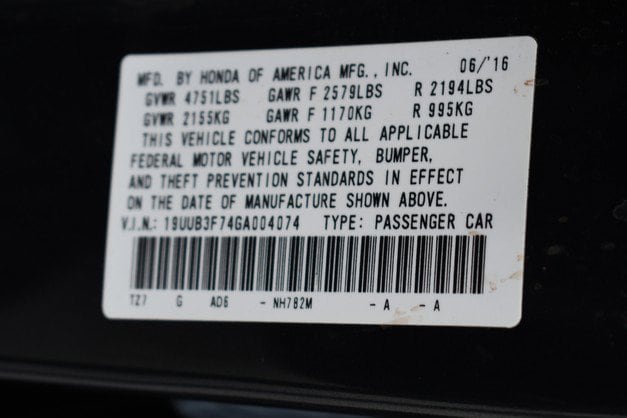 MFD. BY HONDA OF AMERICA MFG., INC. 06/'16
GVWR 4751LBS GAWR F 2579LBS R 2194LBS
GVWR 2155KG GAWR F 1170KG R 995KG
THIS VEHICLE CONFORMS TO ALL APPLICABLE
FEDERAL MOTOR VEHICLE SAFETY, BUMPER,
AND THEFT PREVENTION STANDARDS IN EFFECT
ON THE DATE OF MANUFACTURE SHOWN ABOVE.
V.I.N.: 19UUB3F74GA004074 TYPE: PASSENGER CAR
TZ7 G AD6 - NH782M - A - A